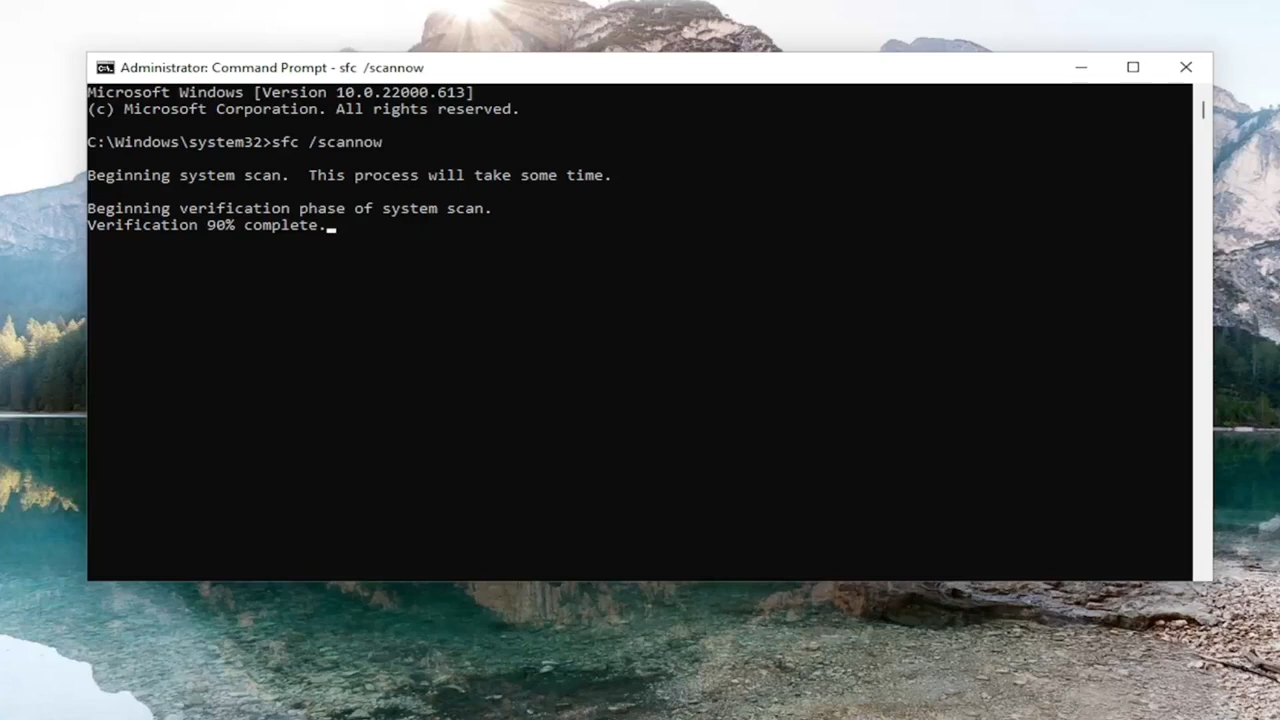 Administrator: Command Prompt - sfc  /scannow
Microsoft Windows [Version 10.0.22000.613]
(c) Microsoft Corporation. All rights reserved.
C:\Windows\system32>sfc /scannow
Beginning system scan.  This process will take some time.
Beginning verification phase of system scan.
Verification 90% complete.